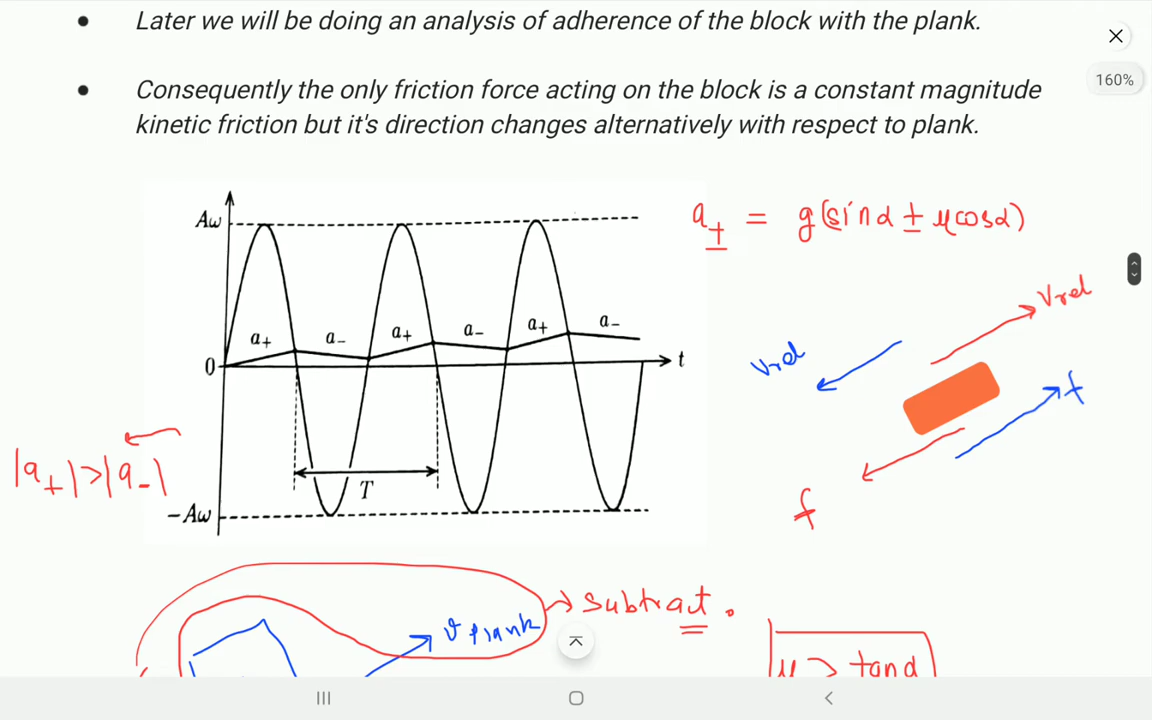 Later we will be doing an analysis of adherence of the block with the plank.
Consequently the only friction force acting on the block is a constant magnitude
kinetic friction but it's direction changes alternatively with respect to plank.
160%
Aω
a₊ a₋ a₊ a₋ a₊ a₋
0
t
T
-Aω
|a₊|>|a₋|
a± = g(sinα ± μcosα)
Vrel
Vrel
f
f
→ subtract.
v plank
μ > tanα